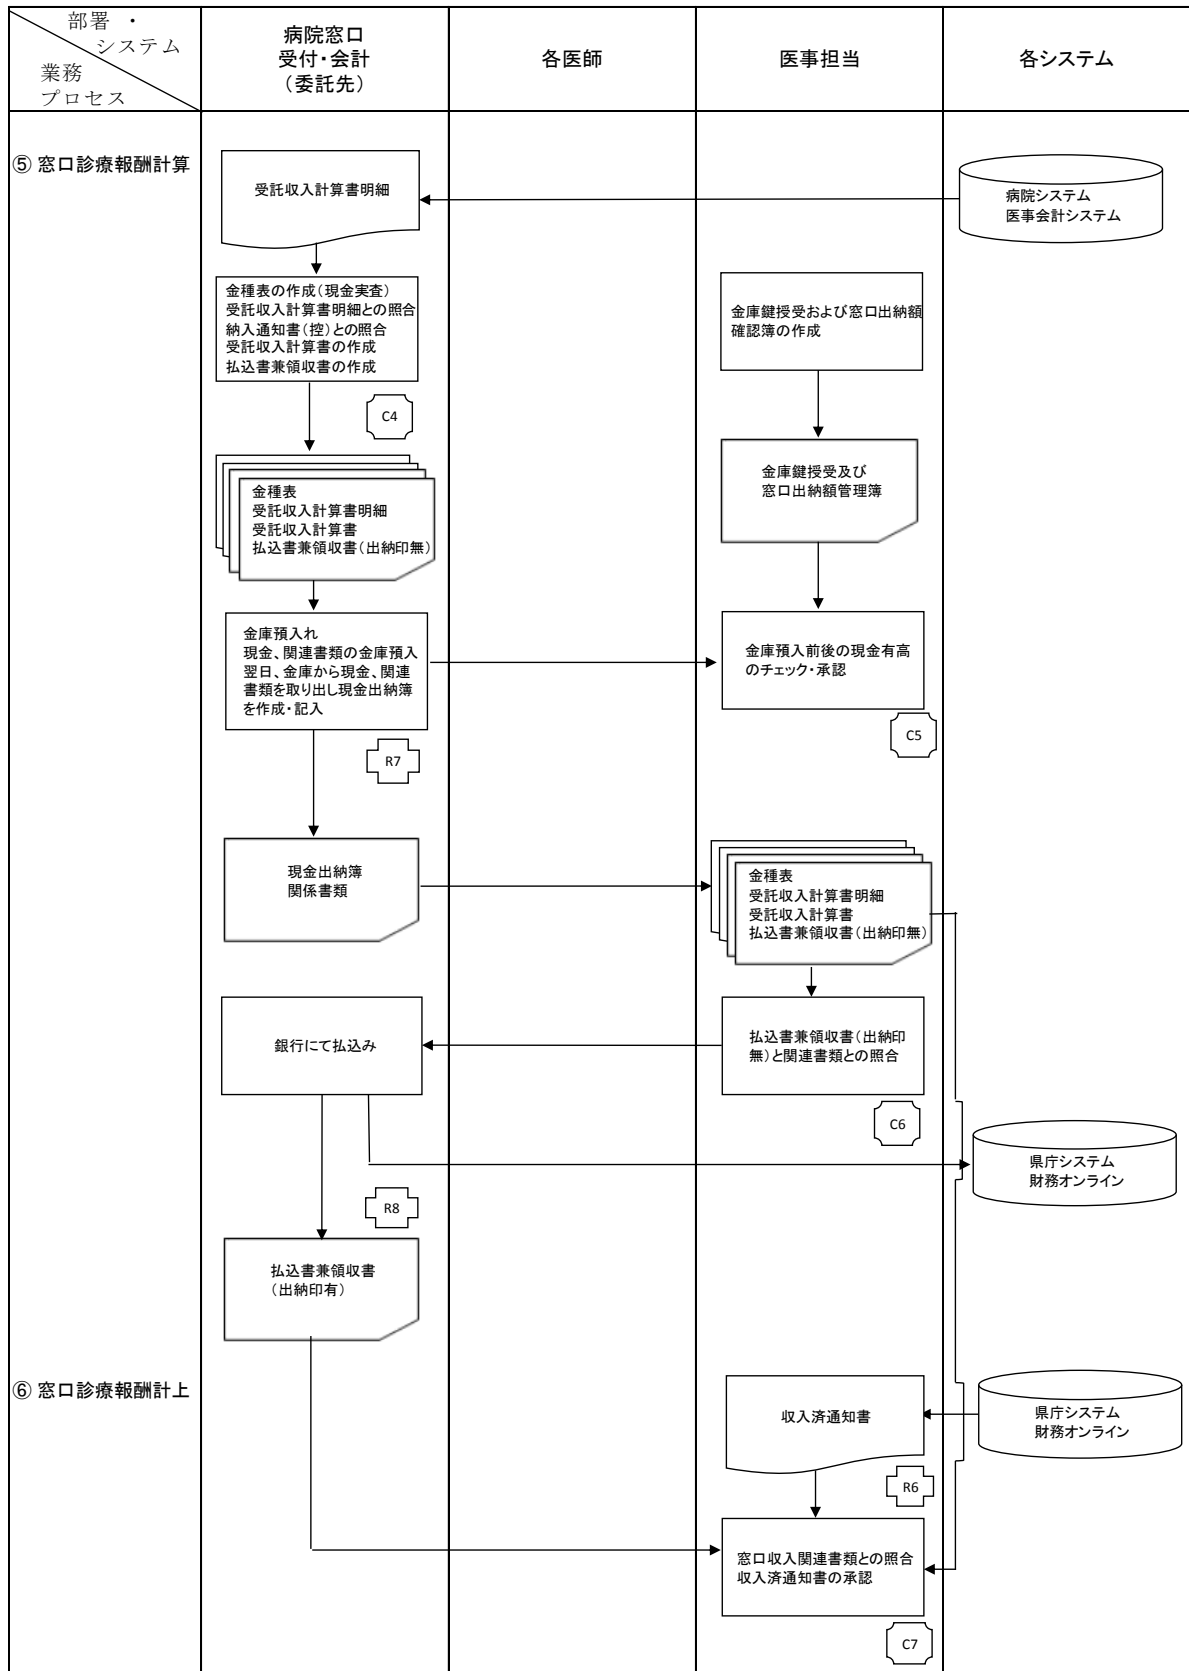 部署 ・
システム
業務
プロセス
病院窓口
受付・会計
（委託先）
各医師
医事担当
各システム
⑤ 窓口診療報酬計算
受託収入計算書明細
病院システム
医事会計システム
金種表の作成（現金実査）
受託収入計算書明細との照合
納入通知書（控）との照合
受託収入計算書の作成
払込書兼領収書の作成
金庫鍵授受および窓口出納額
確認簿の作成
C4
金種表
受託収入計算書明細
受託収入計算書
払込書兼領収書（出納印無）
金庫鍵授受及び
窓口出納額管理簿
金庫預入れ
現金、関連書類の金庫預入
翌日、金庫から現金、関連
書類を取り出し現金出納簿
を作成・記入
金庫預入前後の現金有高
のチェック・承認
C5
R7
現金出納簿
関係書類
金種表
受託収入計算書明細
受託収入計算書
払込書兼領収書（出納印無）
銀行にて払込み
払込書兼領収書（出納印
無）と関連書類との照合
C6
県庁システム
財務オンライン
R8
払込書兼領収書
（出納印有）
⑥ 窓口診療報酬計上
収入済通知書
県庁システム
財務オンライン
R6
窓口収入関連書類との照合
収入済通知書の承認
C7